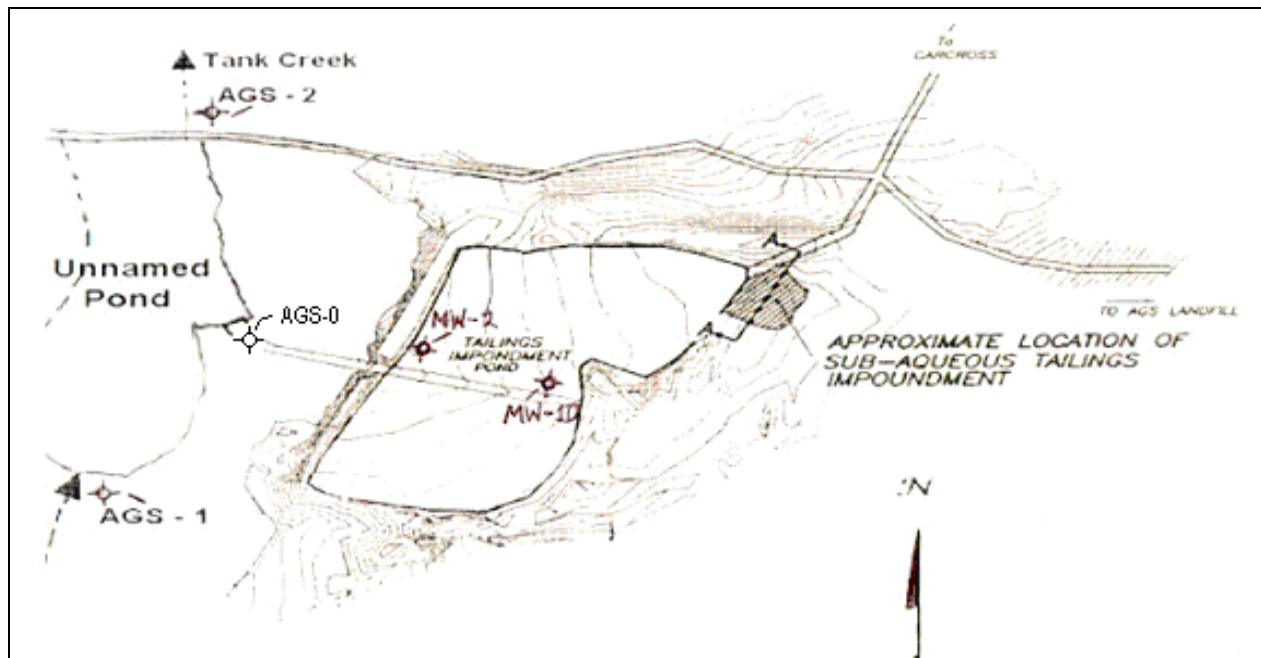 To
CARCROSS
Tank Creek
AGS - 2
Unnamed
Pond
A
AGS-0
TO AGS LANDFILL
MW-2
A
TAILINGS
IMPONDMENT
POND
APPROXIMATE LOCATION OF
SUB-AQUEOUS TAILINGS
IMPOUNDMENT
MW-1D
AGS - 1
N